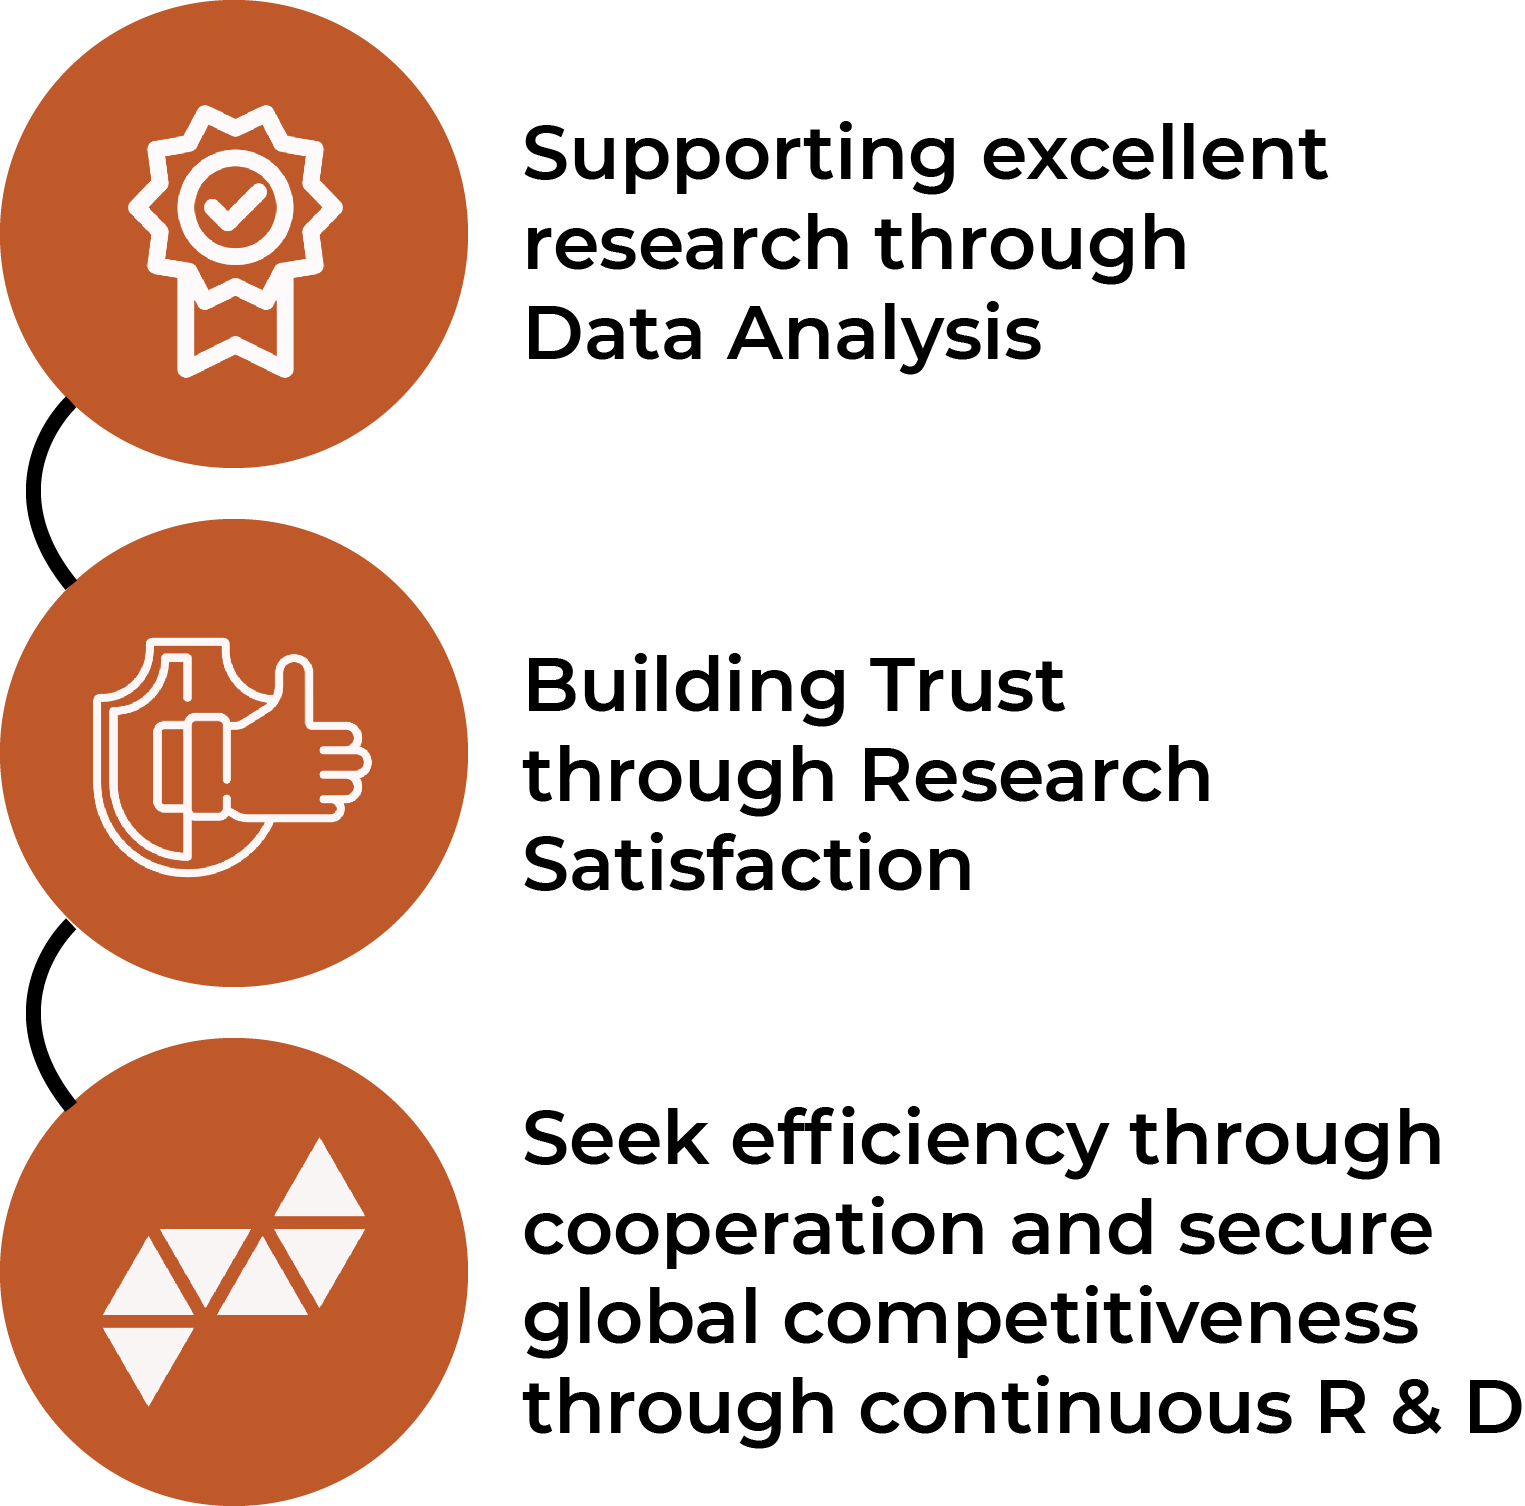 Supporting excellent
research through
Data Analysis
Building Trust
through Research
Satisfaction
Seek efficiency through
cooperation and secure
global competitiveness
through continuous R & D